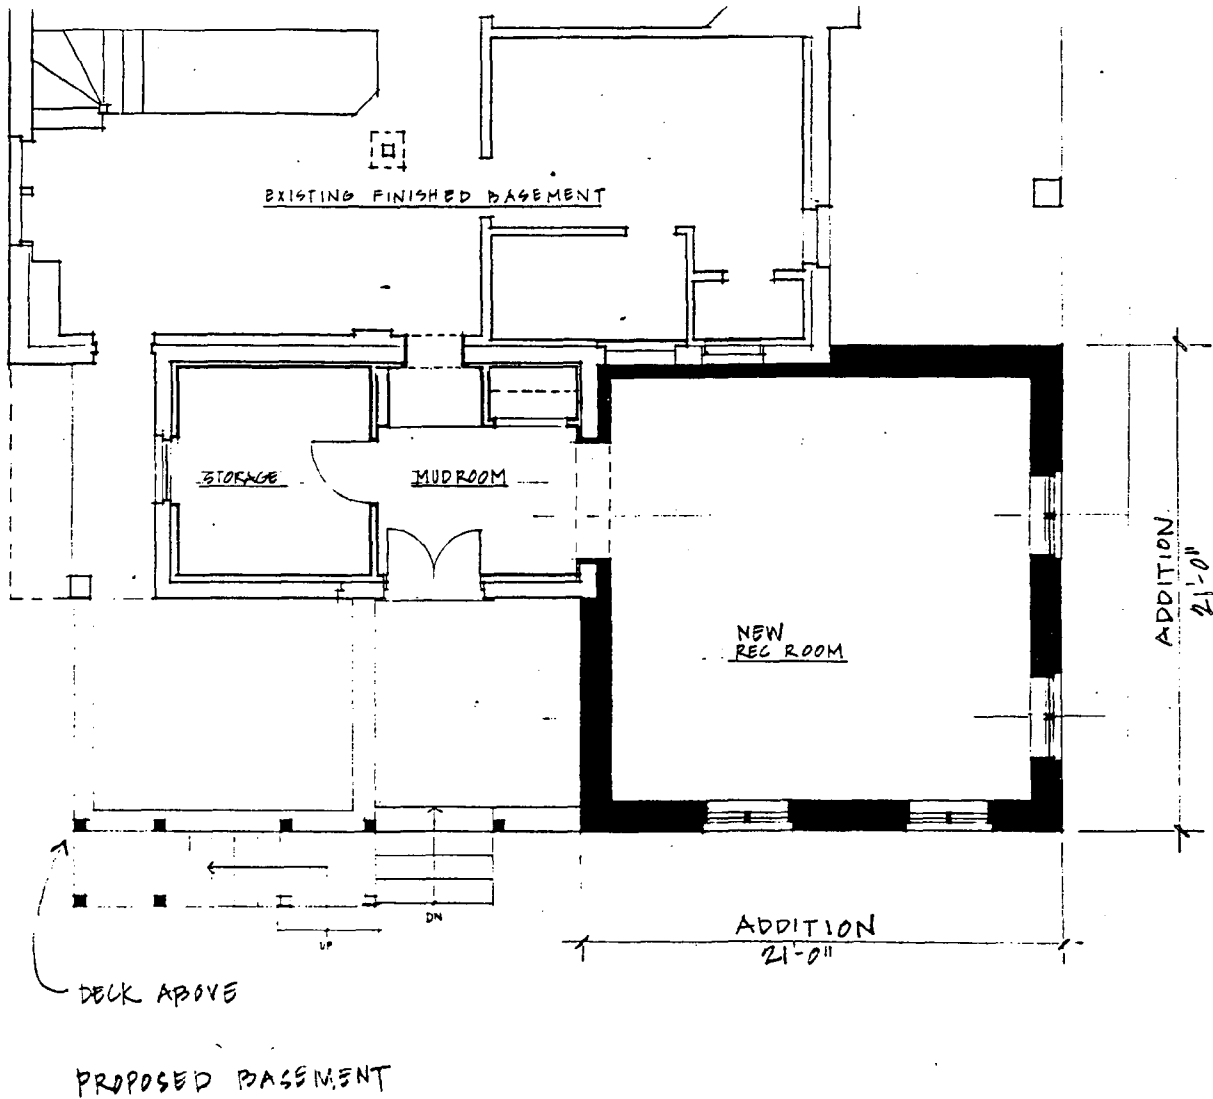 EXISTING FINISHED BASEMENT
STORAGE
MUDROOM
NEW
REC ROOM
ADDITION
21'-0"
DN
UP
ADDITION
21'-0"
DECK ABOVE
PROPOSED BASEMENT